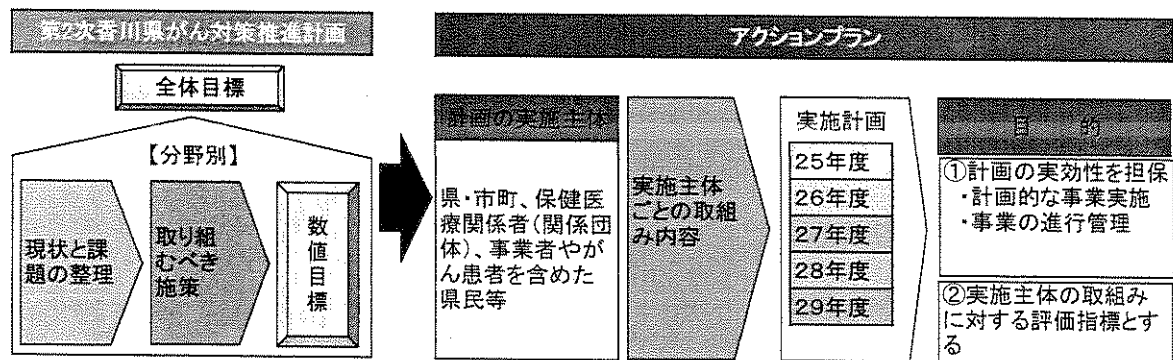 第2次香川県がん対策推進計画
全体目標
【分野別】
現状と課
題の整理
取り組
むべき
施策
数
値
目
標
アクションプラン
計画の実施主体
県・市町、保健医
療関係者(関係団
体)、事業者やが
ん患者を含めた
県民等
実施主体
ごとの取組
み内容
実施計画
25年度
26年度
27年度
28年度
29年度
目　的
①計画の実効性を担保
・計画的な事業実施
・事業の進行管理
②実施主体の取組み
に対する評価指標とす
る